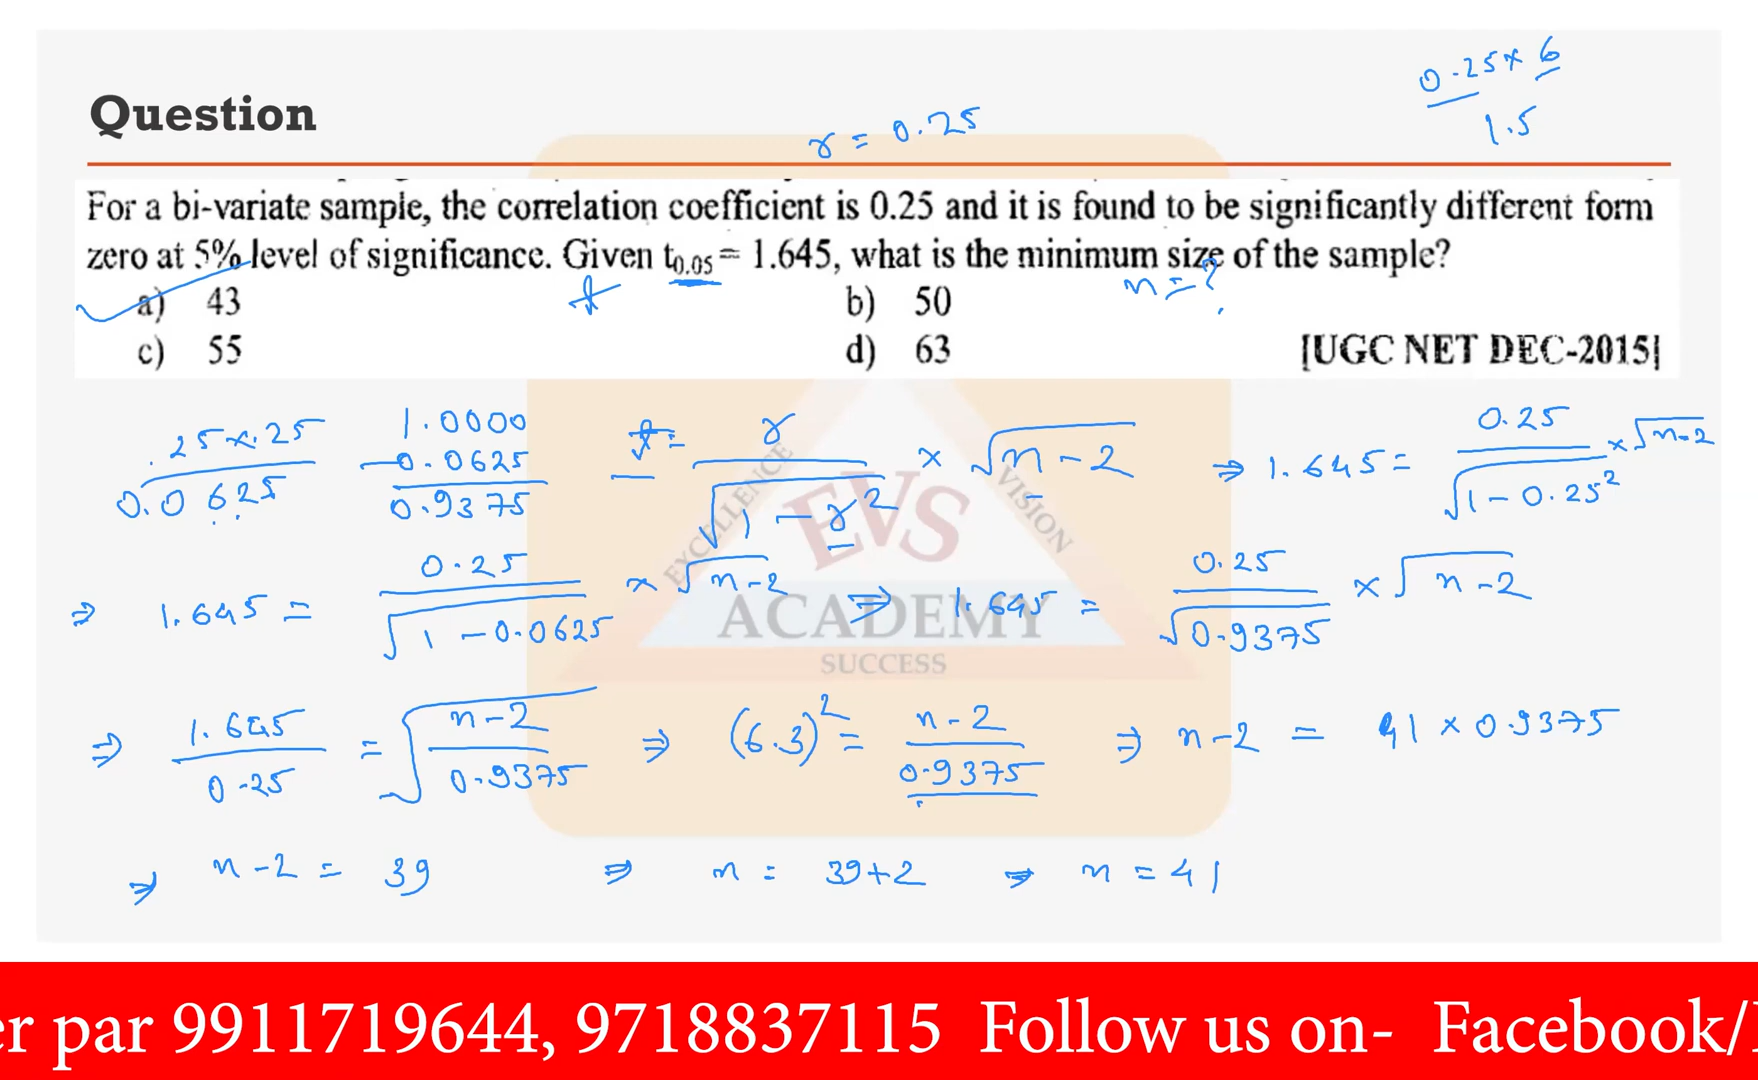 0.25 × 6
1.5
Question
r = 0.25
For a bi-variate sample, the correlation coefficient is 0.25 and it is found to be significantly different form
zero at 5% level of significance. Given t0.05 = 1.645, what is the minimum size of the sample?
t
n = ?
a) 43 b) 50
c) 55 d) 63 [UGC NET DEC-2015]
.25 × .25
0.0625
1.0000
-0.0625
0.9375
t = r / √1 - r² × √n - 2
⇒ 1.645 = 0.25 / √1 - 0.25² × √n-2
⇒ 1.645 = 0.25 / √1 - 0.0625 × √n-2
⇒ 1.645 = 0.25 / √0.9375 × √n-2
⇒ 1.645 / 0.25 = √n-2 / 0.9375
⇒ (6.3)² = n-2 / 0.9375
⇒ n-2 = 41 × 0.9375
⇒ n-2 = 39
⇒ n = 39+2
⇒ n = 41
EXCELLENCE
VISION
EVS
ACADEMY
SUCCESS
er par 9911719644, 9718837115 Follow us on- Facebook/